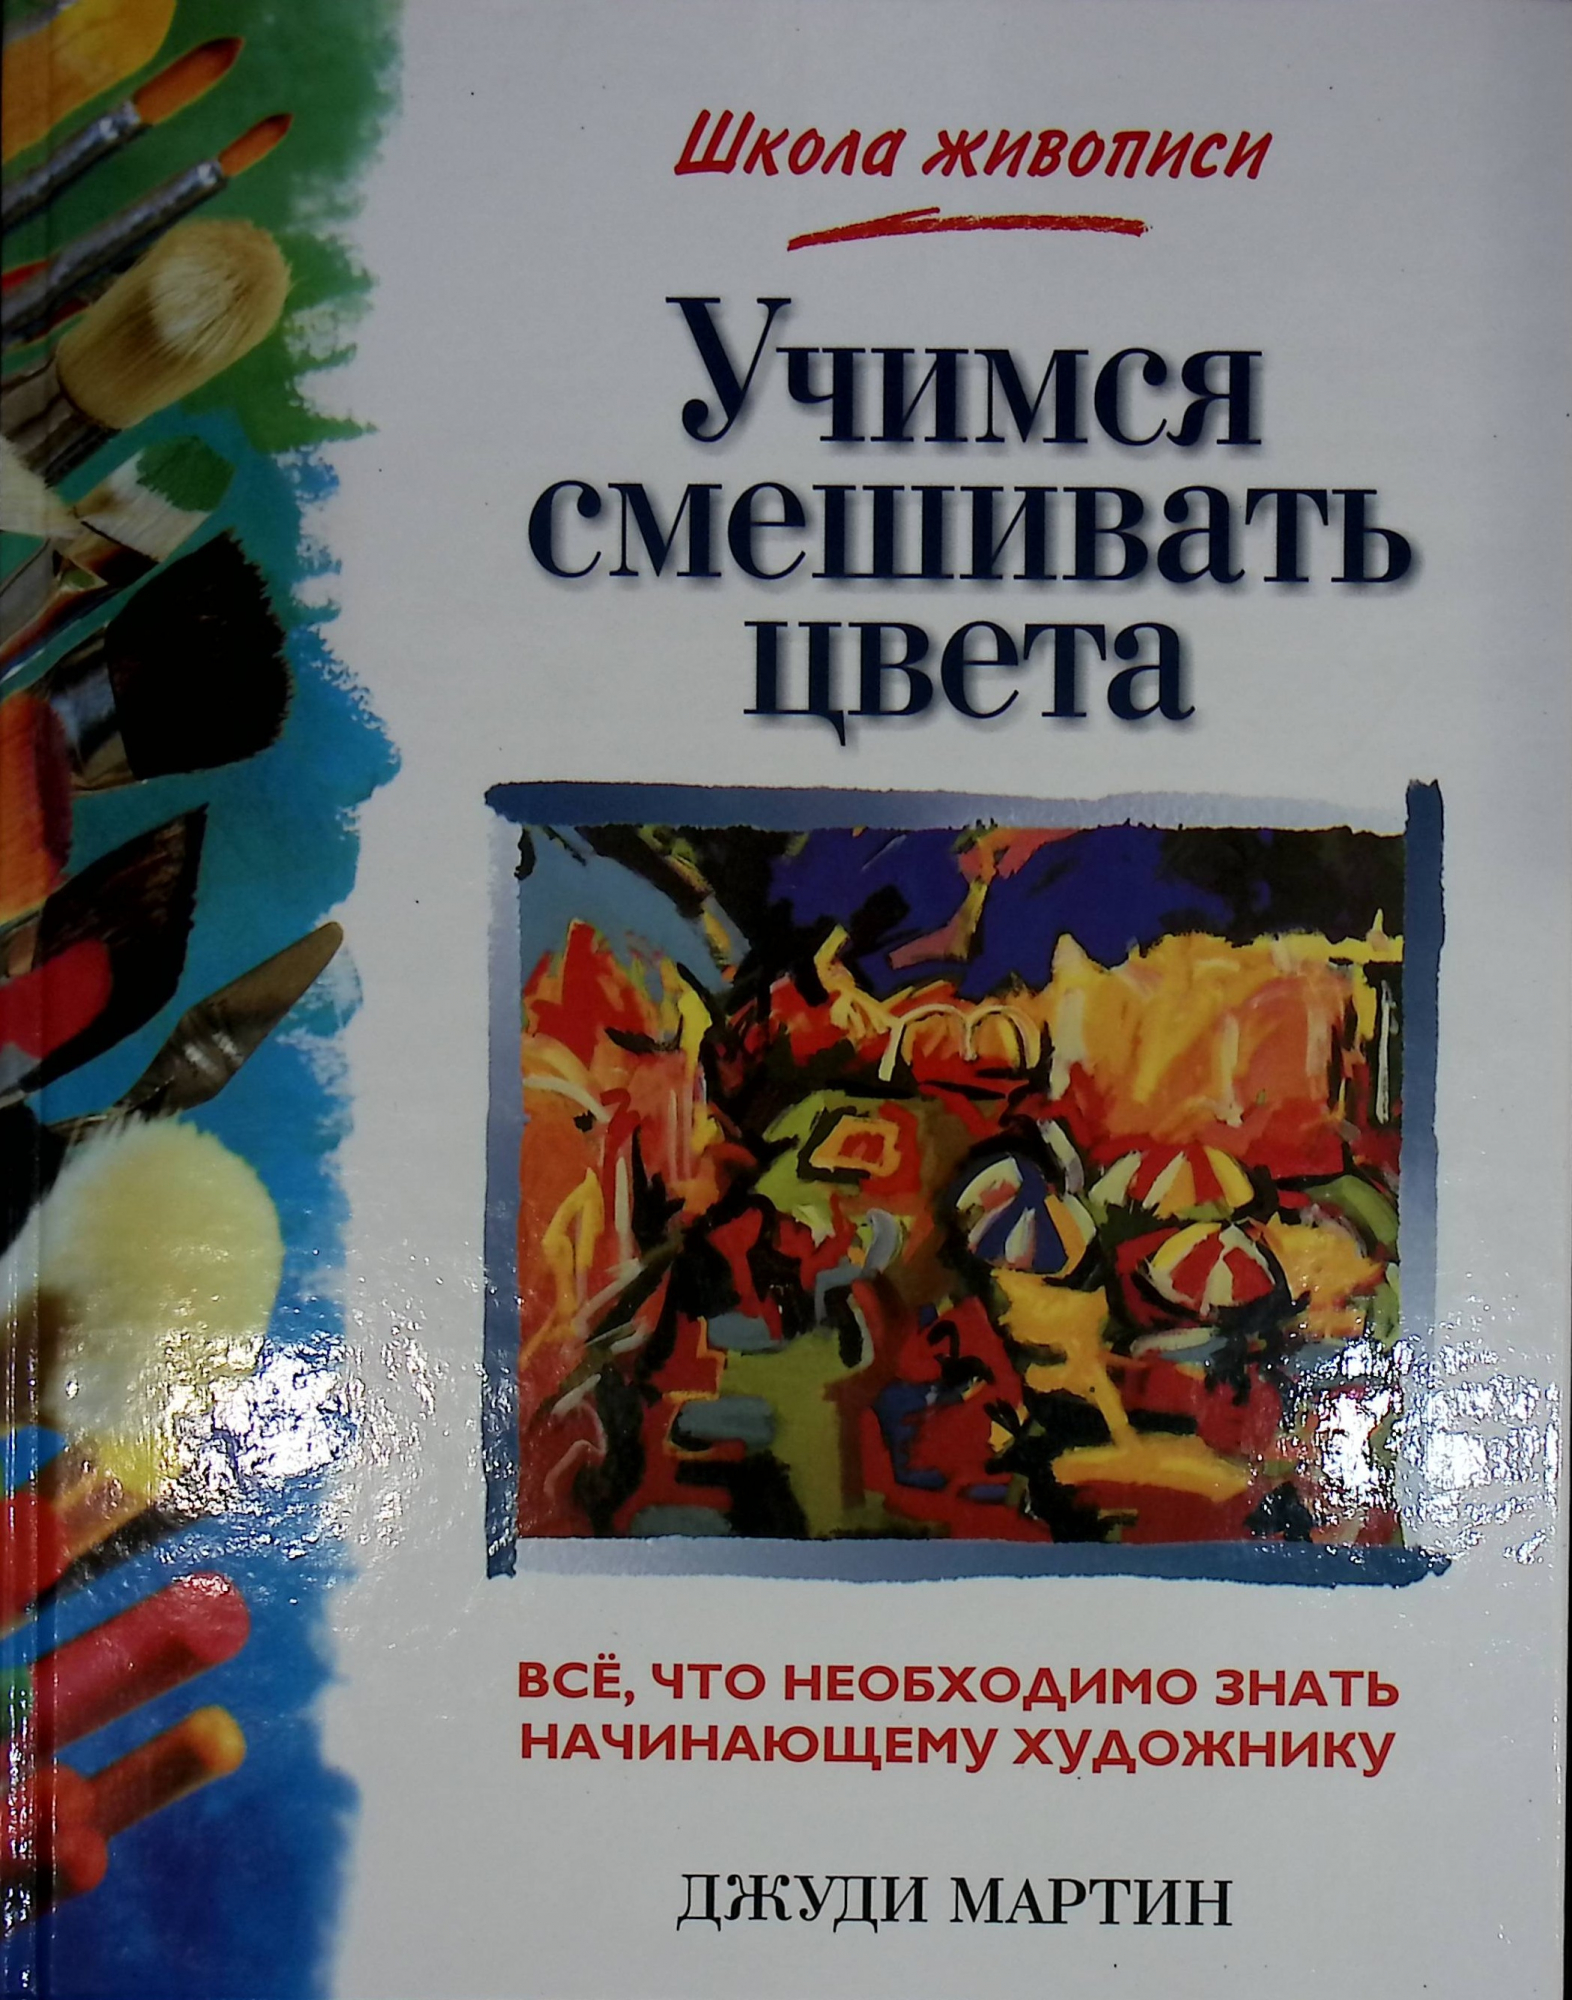 Школа живописи
Учимся
смешивать
цвета
ВСЁ, ЧТО НЕОБХОДИМО ЗНАТЬ
НАЧИНАЮЩЕМУ ХУДОЖНИКУ
ДЖУДИ МАРТИН